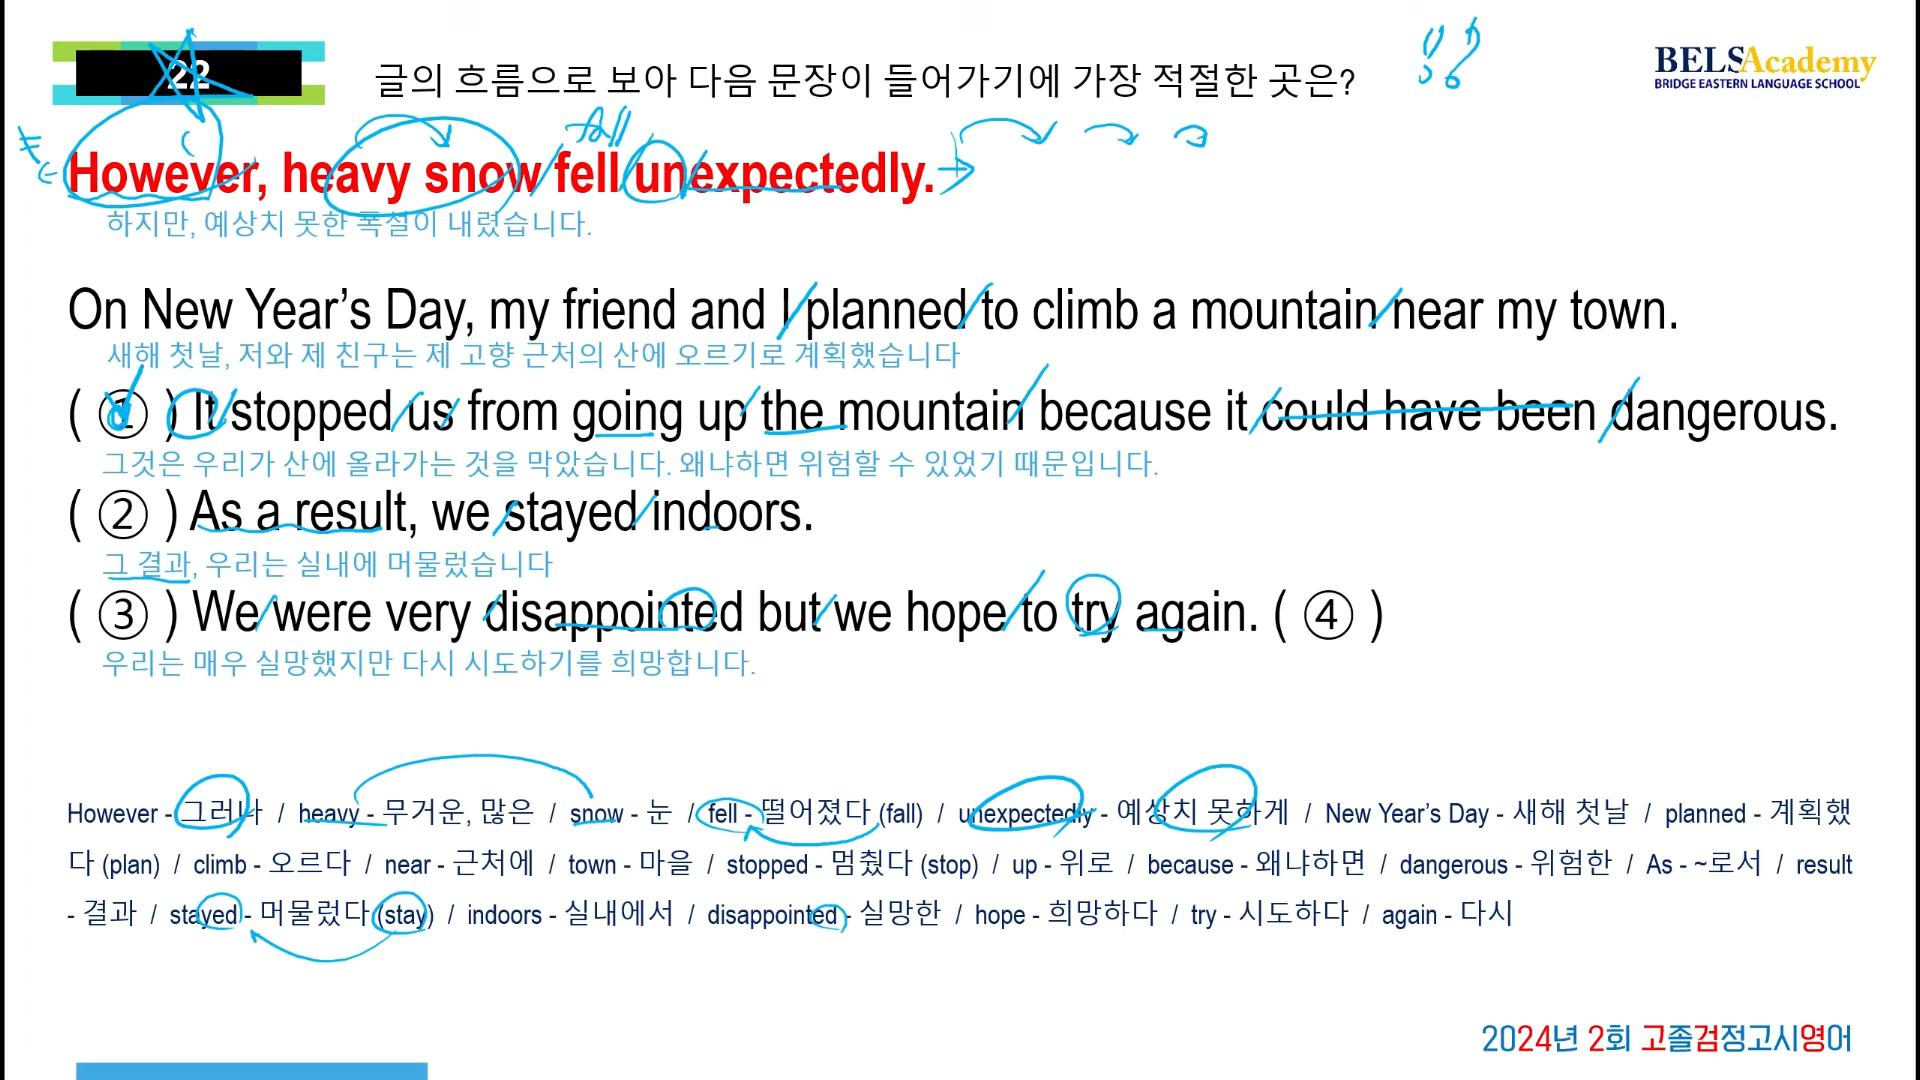 22
글의 흐름으로 보아 다음 문장이 들어가기에 가장 적절한 곳은?
BELSAcademy
BRIDGE EASTERN LANGUAGE SCHOOL
However, heavy snow fell unexpectedly.
하지만, 예상치 못한 폭설이 내렸습니다.
On New Year’s Day, my friend and I planned to climb a mountain near my town.
새해 첫날, 저와 제 친구는 제 고향 근처의 산에 오르기로 계획했습니다
( ① ) It stopped us from going up the mountain because it could have been dangerous.
그것은 우리가 산에 올라가는 것을 막았습니다. 왜냐하면 위험할 수 있었기 때문입니다.
( ② ) As a result, we stayed indoors.
그 결과, 우리는 실내에 머물렀습니다
( ③ ) We were very disappointed but we hope to try again. ( ④ )
우리는 매우 실망했지만 다시 시도하기를 희망합니다.
However - 그러나 / heavy - 무거운, 많은 / snow - 눈 / fell - 떨어졌다 (fall) / unexpectedly - 예상치 못하게 / New Year’s Day - 새해 첫날 / planned - 계획했
다 (plan) / climb - 오르다 / near - 근처에 / town - 마을 / stopped - 멈췄다 (stop) / up - 위로 / because - 왜냐하면 / dangerous - 위험한 / As - ~로서 / result
- 결과 / stayed - 머물렀다 (stay) / indoors - 실내에서 / disappointed - 실망한 / hope - 희망하다 / try - 시도하다 / again - 다시
2024년 2회 고졸검정고시영어